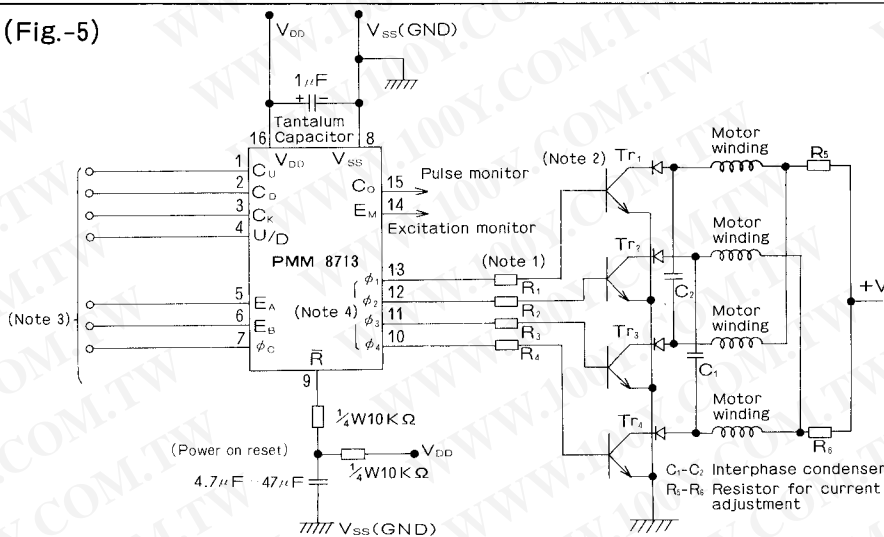 (Fig.-5)
VDD
VSS(GND)
1μF
+ −
Tantalum
Capacitor
16
8
VDD
VSS
1
CU
2
CD
3
CK
4
U/D
PMM 8713
5
EA
6
EB
7
φC
(Note 3)
R̄
9
CO
15
Pulse monitor
EM
14
Excitation monitor
(Note 4)
φ1
13
φ2
12
φ3
11
φ4
10
(Note 1)
R1
R2
R3
R4
(Note 2)
Tr1
Tr2
Tr3
Tr4
Motor
winding
R5
Motor
winding
C2
+V
Motor
winding
C1
Motor
winding
R6
C1-C2 Interphase condenser
R5-R6 Resistor for current
adjustment
¼W10KΩ
(Power on reset)
VDD
¼W10KΩ
4.7μF 47μF
VSS(GND)
WWW.100Y.COM.TW